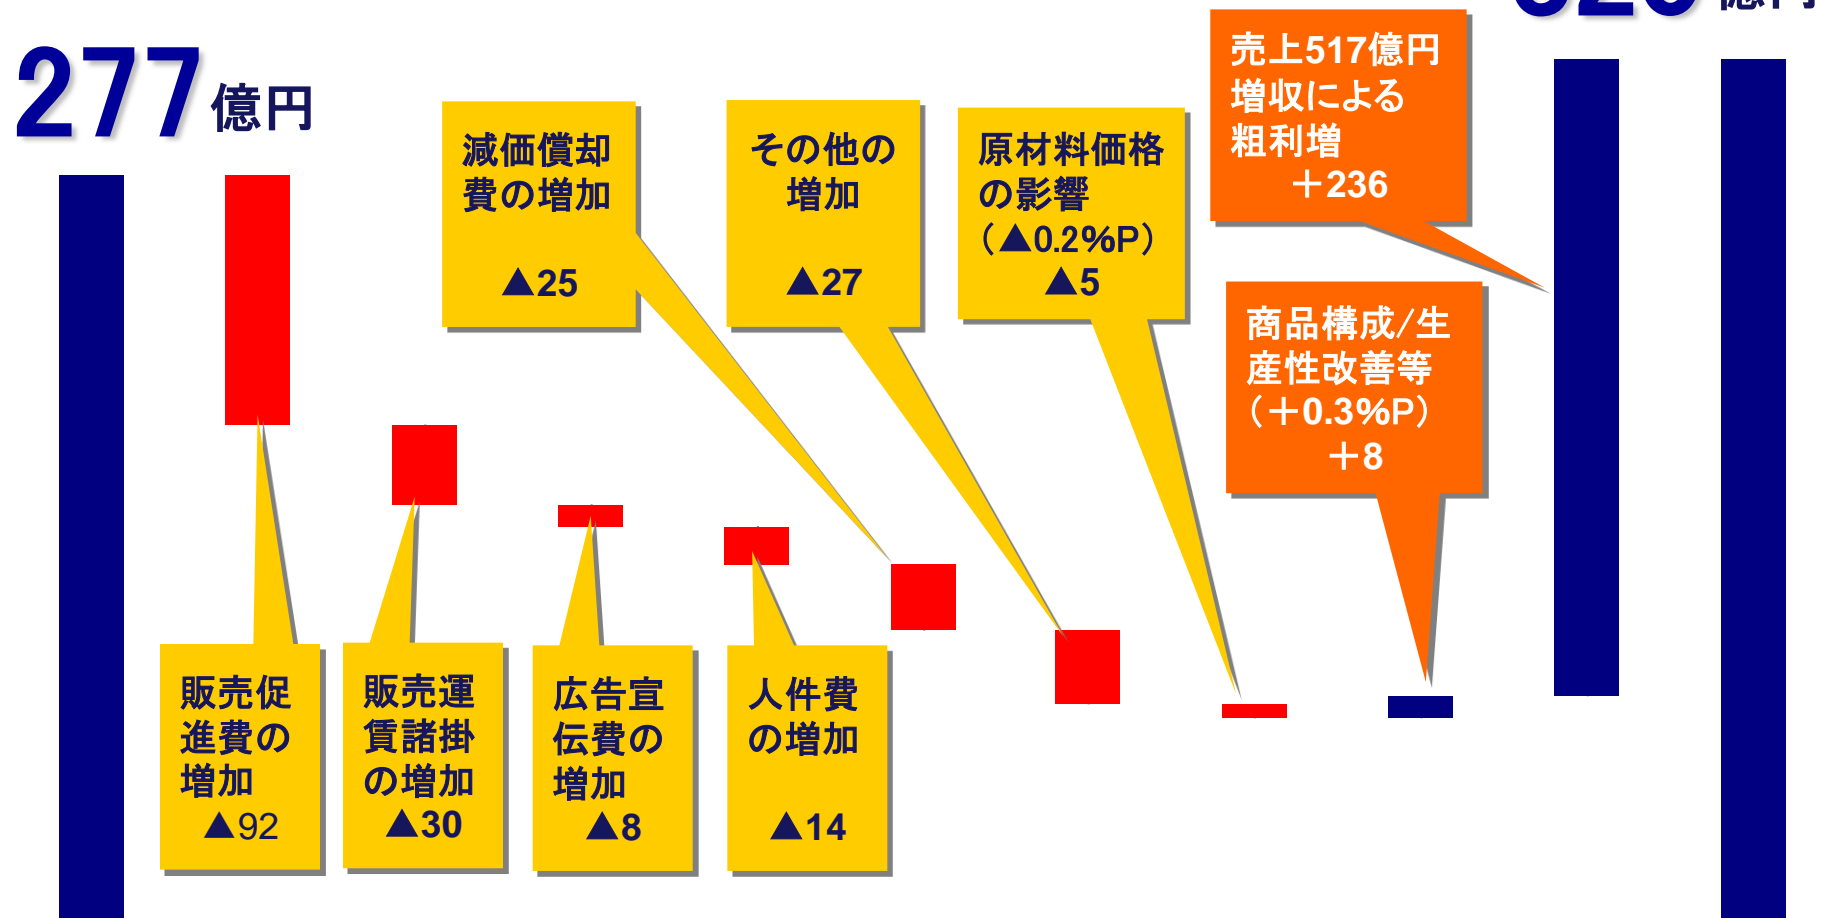 277億円
減価償却
費の増加
▲25
その他の
増加
▲27
原材料価格
の影響
（▲0.2%P）
▲5
売上517億円
増収による
粗利増
＋236
商品構成/生
産性改善等
（＋0.3%P）
＋8
億円
販売促
進費の
増加
▲92
販売運
賃諸掛
の増加
▲30
広告宣
伝費の
増加
▲8
人件費
の増加
▲14